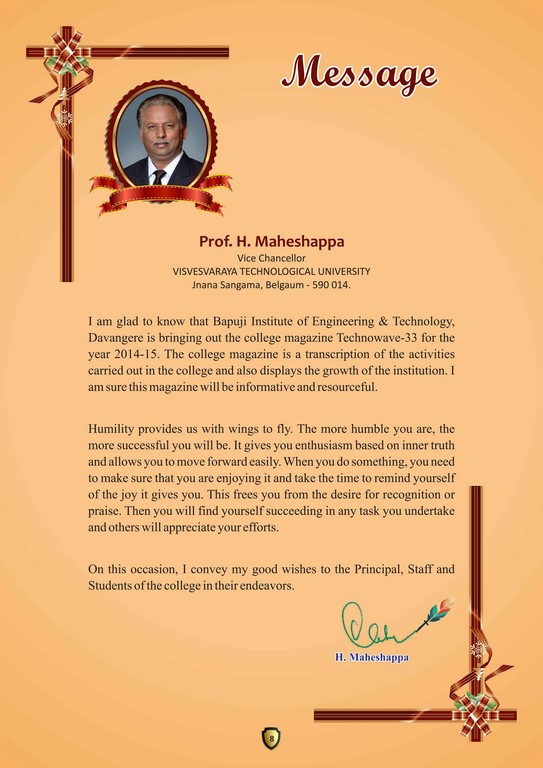 Message
Prof. H. Maheshappa
Vice Chancellor
VISVESVARAYA TECHNOLOGICAL UNIVERSITY
Jnana Sangama, Belgaum - 590 014.
I am glad to know that Bapuji Institute of Engineering & Technology,
Davangere is bringing out the college magazine Technowave-33 for the
year 2014-15. The college magazine is a transcription of the activities
carried out in the college and also displays the growth of the institution. I
am sure this magazine will be informative and resourceful.
Humility provides us with wings to fly. The more humble you are, the
more successful you will be. It gives you enthusiasm based on inner truth
and allows you to move forward easily. When you do something, you need
to make sure that you are enjoying it and take the time to remind yourself
of the joy it gives you. This frees you from the desire for recognition or
praise. Then you will find yourself succeeding in any task you undertake
and others will appreciate your efforts.
On this occasion, I convey my good wishes to the Principal, Staff and
Students of the college in their endeavors.
H. Maheshappa
8